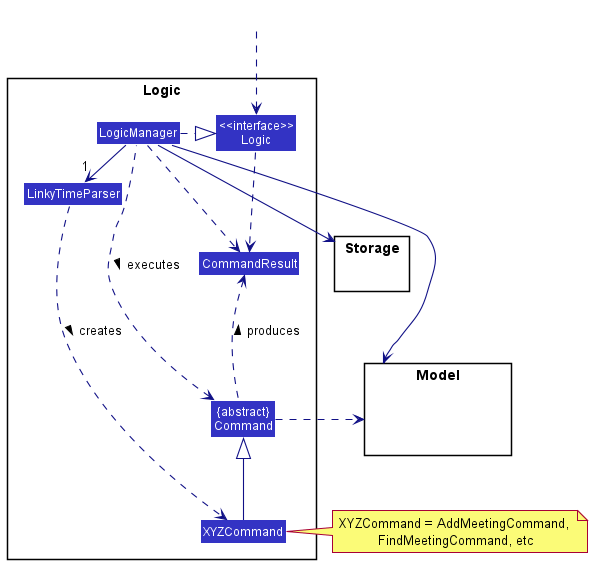 Logic
<<interface>>
Logic
LogicManager
1
LinkyTimeParser
Storage
CommandResult
executes
creates
produces
Model
{abstract}
Command
XYZCommand
XYZCommand = AddMeetingCommand,
FindMeetingCommand, etc